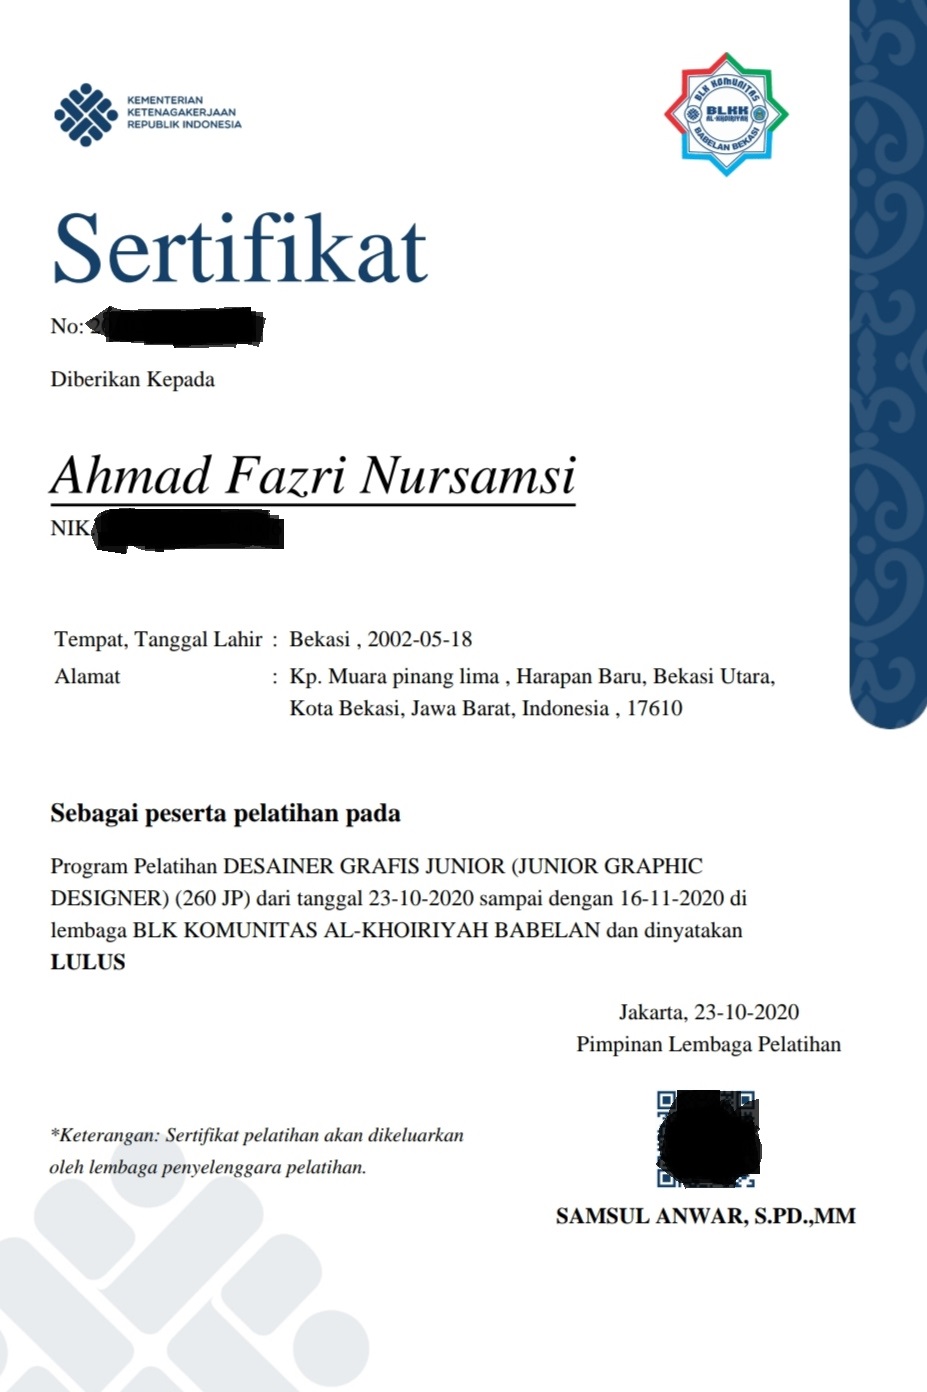 KEMENTERIAN
KETENAGAKERJAAN
REPUBLIK INDONESIA
BLK KOMUNITAS
BLKK
AL-KHOIRIYAH
BABELAN BEKASI
Sertifikat
No:
Diberikan Kepada
Ahmad Fazri Nursamsi
NIK
Tempat, Tanggal Lahir : Bekasi , 2002-05-18
Alamat : Kp. Muara pinang lima , Harapan Baru, Bekasi Utara,
Kota Bekasi, Jawa Barat, Indonesia , 17610
Sebagai peserta pelatihan pada
Program Pelatihan DESAINER GRAFIS JUNIOR (JUNIOR GRAPHIC
DESIGNER) (260 JP) dari tanggal 23-10-2020 sampai dengan 16-11-2020 di
lembaga BLK KOMUNITAS AL-KHOIRIYAH BABELAN dan dinyatakan
LULUS
Jakarta, 23-10-2020
Pimpinan Lembaga Pelatihan
*Keterangan: Sertifikat pelatihan akan dikeluarkan
oleh lembaga penyelenggara pelatihan.
SAMSUL ANWAR, S.PD.,MM